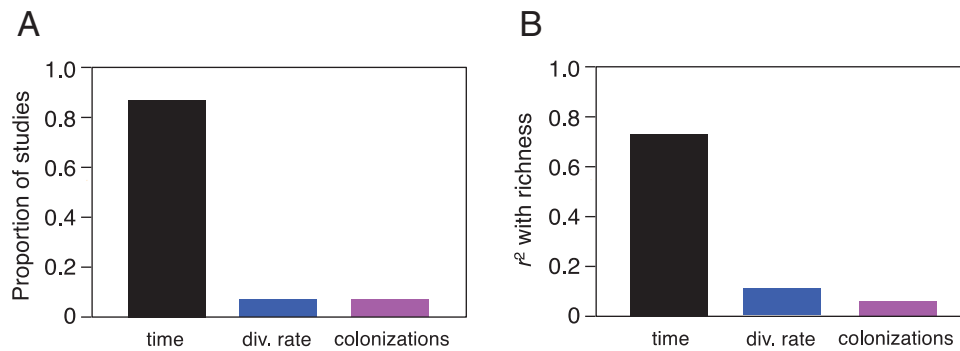 A
Proportion of studies
1.0
0.8
0.6
0.4
0.2
0
time
div. rate
colonizations
B
r² with richness
1.0
0.8
0.6
0.4
0.2
0
time
div. rate
colonizations